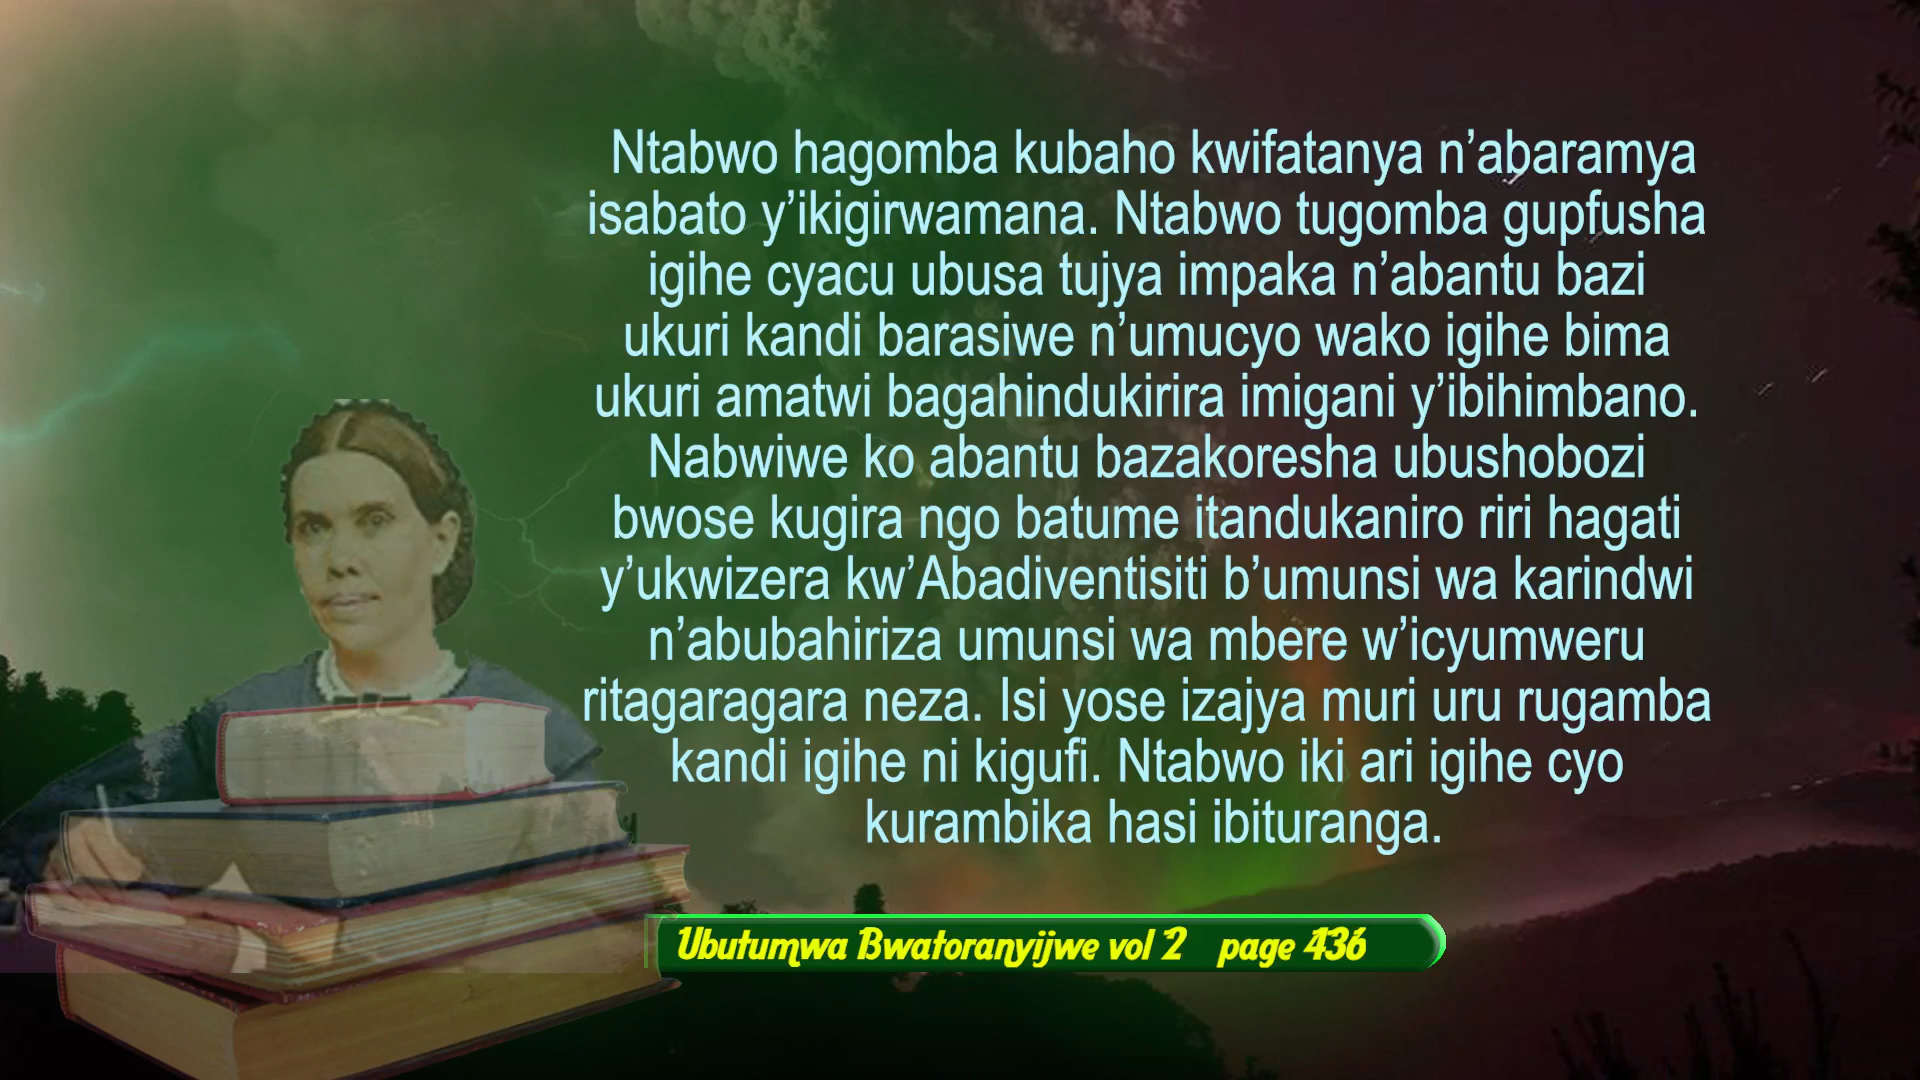 Ntabwo hagomba kubaho kwifatanya n’abaramya
isabato y’ikigirwamana. Ntabwo tugomba gupfusha
igihe cyacu ubusa tujya impaka n’abantu bazi
ukuri kandi barasiwe n’umucyo wako igihe bima
ukuri amatwi bagahindukirira imigani y’ibihimbano.
Nabwiwe ko abantu bazakoresha ubushobozi
bwose kugira ngo batume itandukaniro riri hagati
y’ukwizera kw’Abadiventisiti b’umunsi wa karindwi
n’abubahiriza umunsi wa mbere w’icyumweru
ritagaragara neza. Isi yose izajya muri uru rugamba
kandi igihe ni kigufi. Ntabwo iki ari igihe cyo
kurambika hasi ibituranga.
Ubutumwa Bwatoranyijwe vol 2 page 436